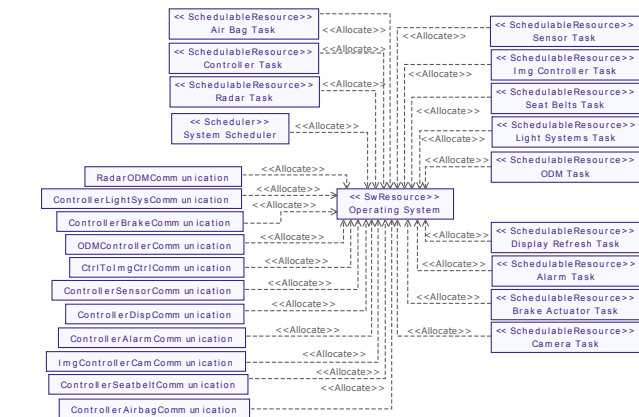 << SchedulableResource>>
Air Bag Task
<<Allocate>>
<< SchedulableResource>>
Controller Task
<<Allocate>>
<< SchedulableResource>>
Radar Task
<<Allocate>>
<< Scheduler>>
System Scheduler
<<Allocate>>
<< SchedulableResource>>
Sensor Task
<<Allocate>>
<< SchedulableResource>>
Img Controller Task
<<Allocate>>
<< SchedulableResource>>
Seat Belts Task
<<Allocate>>
<< SchedulableResource>>
Light Systems Task
<<Allocate>>
<< SchedulableResource>>
ODM Task
<<Allocate>>
RadarODMCommunication
<<Allocate>>
ControllerLightSysCommunication
<<Allocate>>
ControllerBrakeCommunication
<<Allocate>>
<< SwResource>>
Operating System
ODMControllerCommunication
<<Allocate>>
CtrlToImgCtrlCommunication
<<Allocate>>
ControllerSensorCommunication
<<Allocate>>
ControllerDispCommunication
<<Allocate>>
ControllerAlarmCommunication
<<Allocate>>
ImgControllerCamCommunication
<<Allocate>>
ControllerSeatbeltCommunication
<<Allocate>>
ControllerAirbagCommunication
<< SchedulableResource>>
Display Refresh Task
<<Allocate>>
<< SchedulableResource>>
Alarm Task
<<Allocate>>
<< SchedulableResource>>
Brake Actuator Task
<<Allocate>>
<< SchedulableResource>>
Camera Task
<<Allocate>>